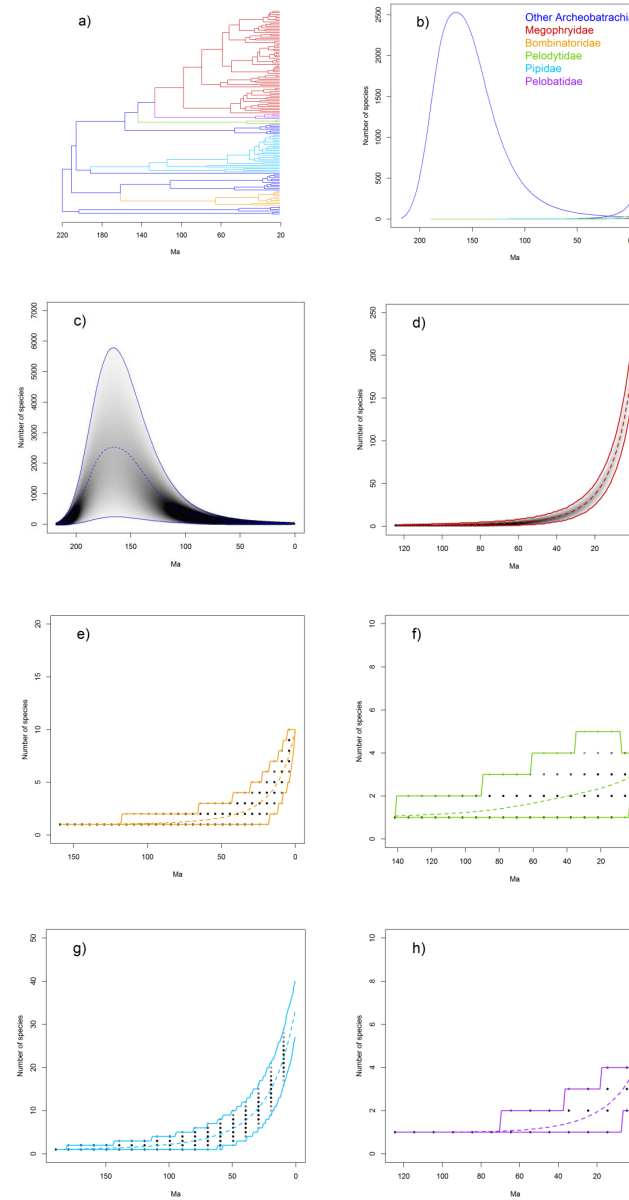 a)
220 180 140 100 60 20
Ma
b)
Other Archeobatrachia
Megophryidae
Bombinatoridae
Pelodytidae
Pipidae
Pelobatidae
Number of species
0 500 1000 1500 2000 2500
200 150 100 50 0
Ma
c)
Number of species
0 1000 2000 3000 4000 5000 6000 7000
200 150 100 50 0
Ma
d)
Number of species
0 50 100 150 200 250
120 100 80 60 40 20
Ma
e)
Number of species
0 5 10 15 20
150 100 50 0
Ma
f)
Number of species
0 2 4 6 8 10
140 120 100 80 60 40 20
Ma
g)
Number of species
0 10 20 30 40 50
150 100 50 0
Ma
h)
Number of species
0 2 4 6 8 10
120 100 80 60 40 20
Ma